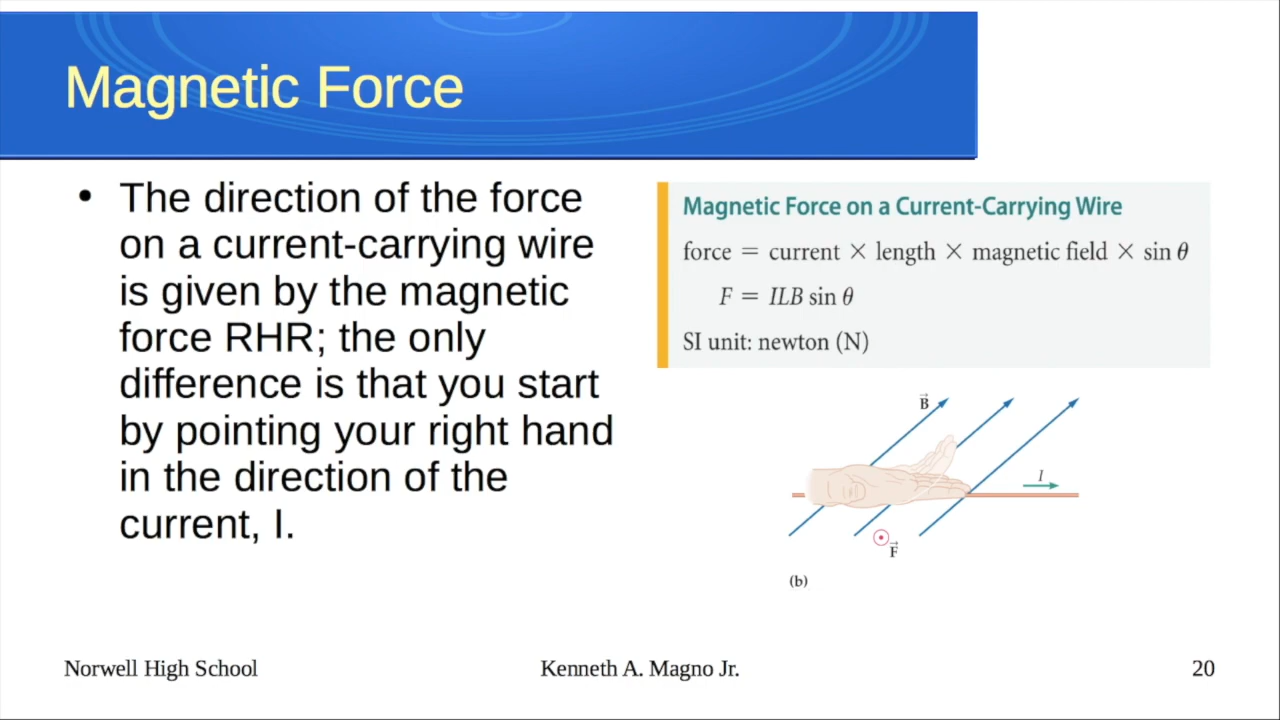 Magnetic Force
• The direction of the force
on a current-carrying wire
is given by the magnetic
force RHR; the only
difference is that you start
by pointing your right hand
in the direction of the
current, I.
Magnetic Force on a Current-Carrying Wire
force = current × length × magnetic field × sin θ
F = ILB sin θ
SI unit: newton (N)
B⃗
I
F⃗
(b)
Norwell High School
Kenneth A. Magno Jr.
20